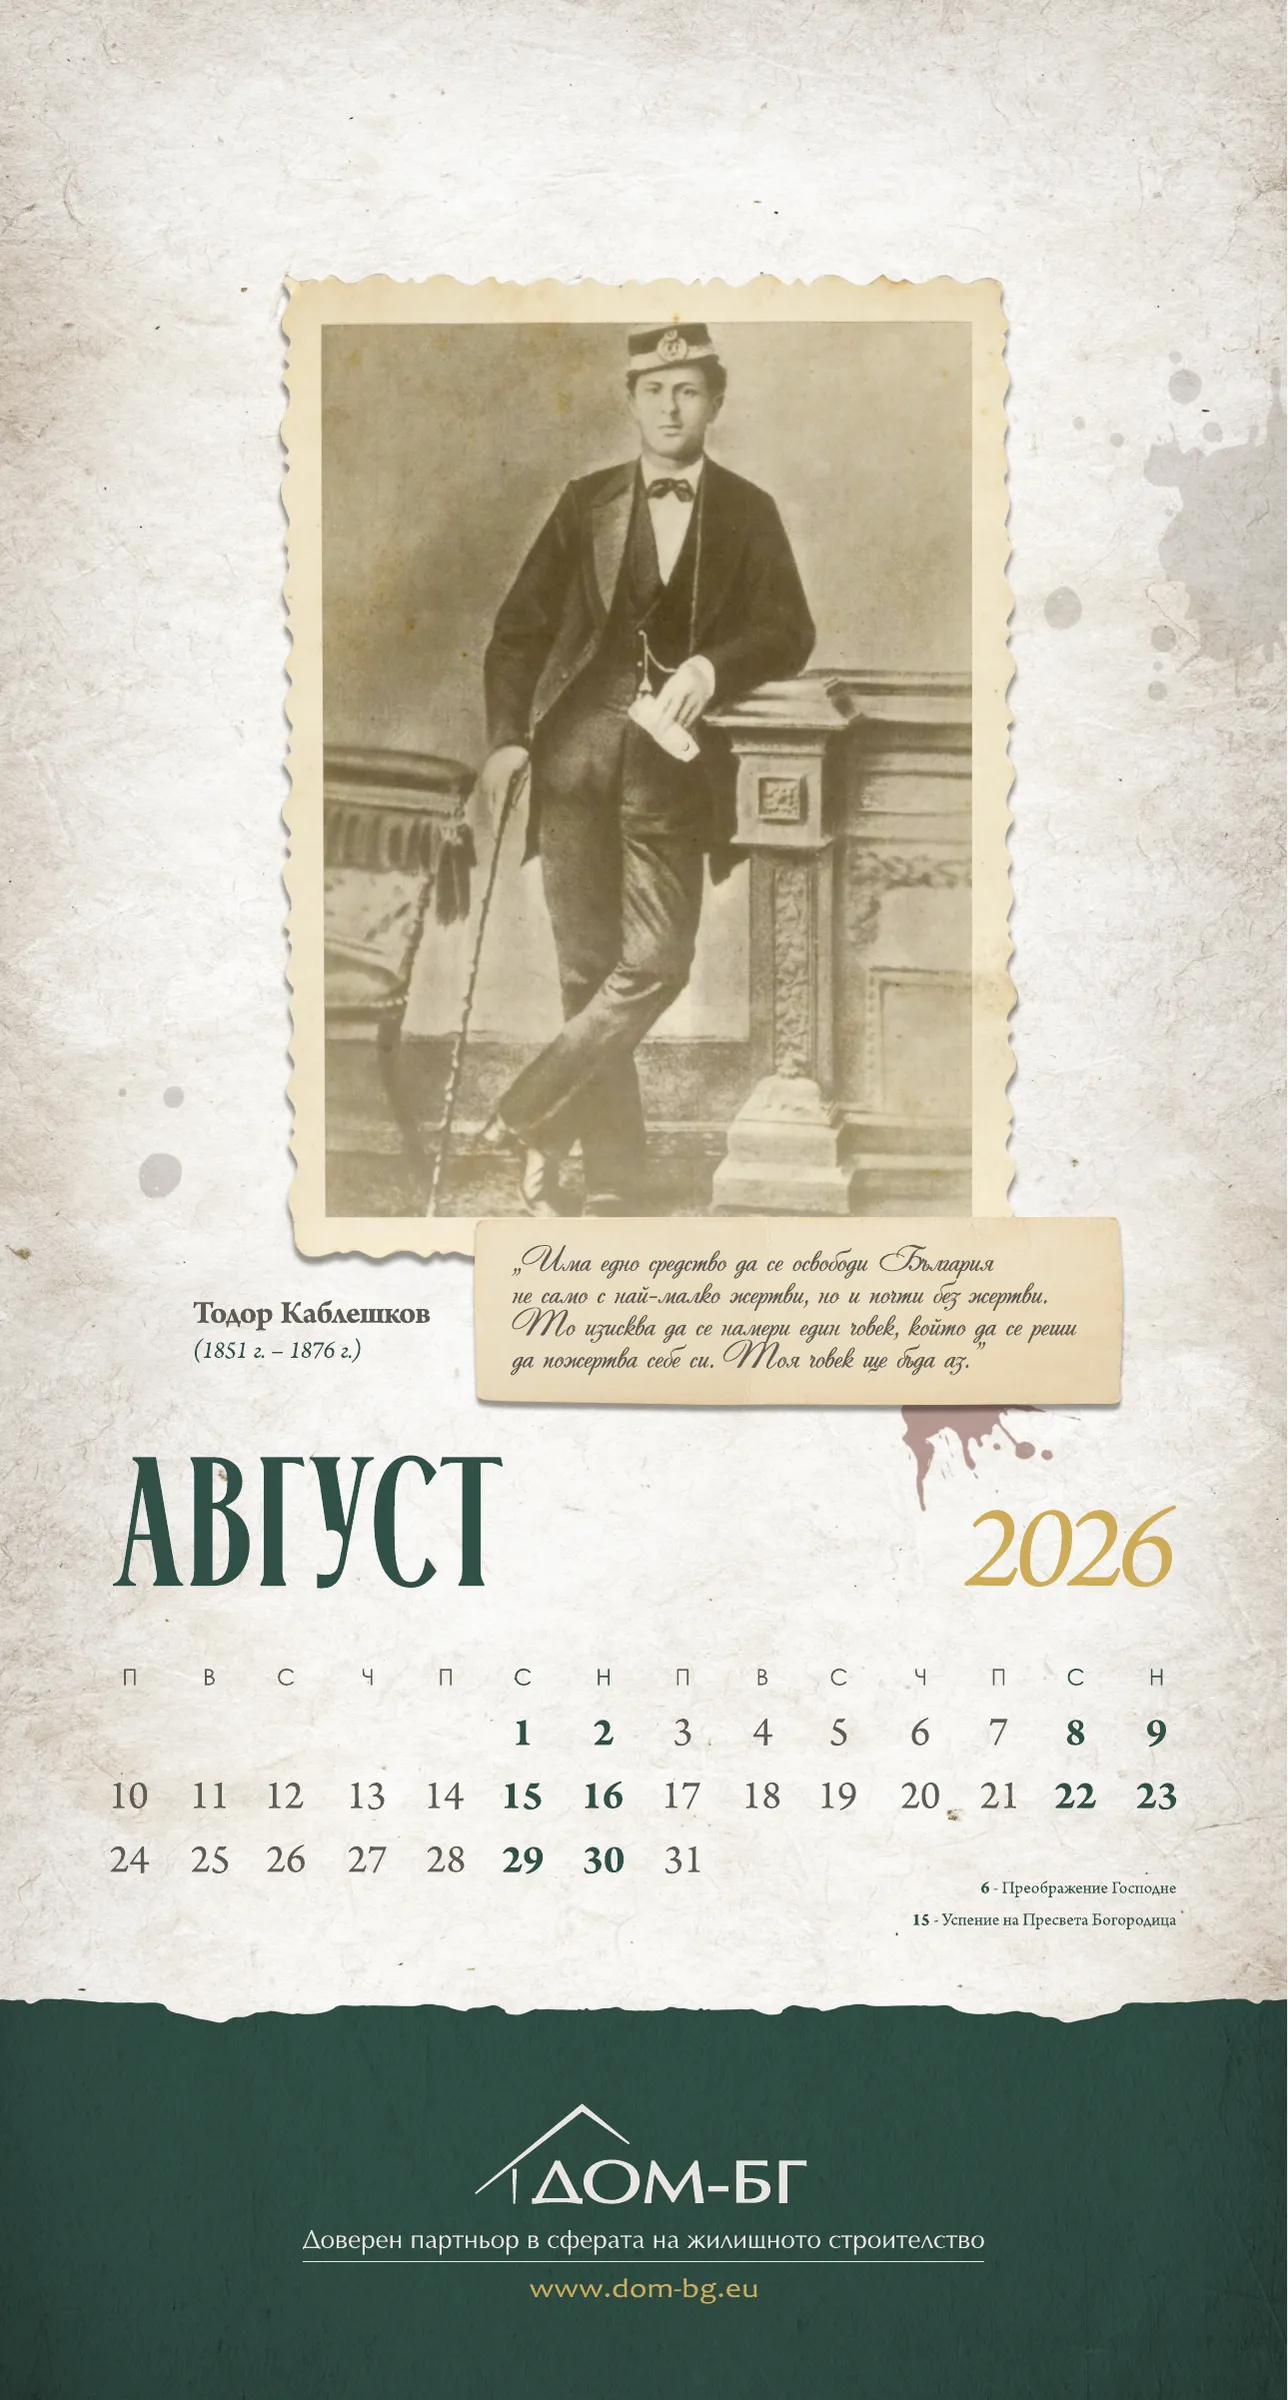 „Има едно средство да се освободи България
не само с най-малко жертви, но и почти без жертви.
То изисква да се намери един човек, който да се реши
да пожертва себе си. Тоя човек ще бъда аз.”
Тодор Каблешков
(1851 г. – 1876 г.)
АВГУСТ
2026
П В С Ч П С Н П В С Ч П С Н
1 2 3 4 5 6 7 8 9
10 11 12 13 14 15 16 17 18 19 20 21 22 23
24 25 26 27 28 29 30 31
6 - Преображение Господне
15 - Успение на Пресвета Богородица
ДОМ-БГ
Доверен партньор в сферата на жилищното строителство
www.dom-bg.eu